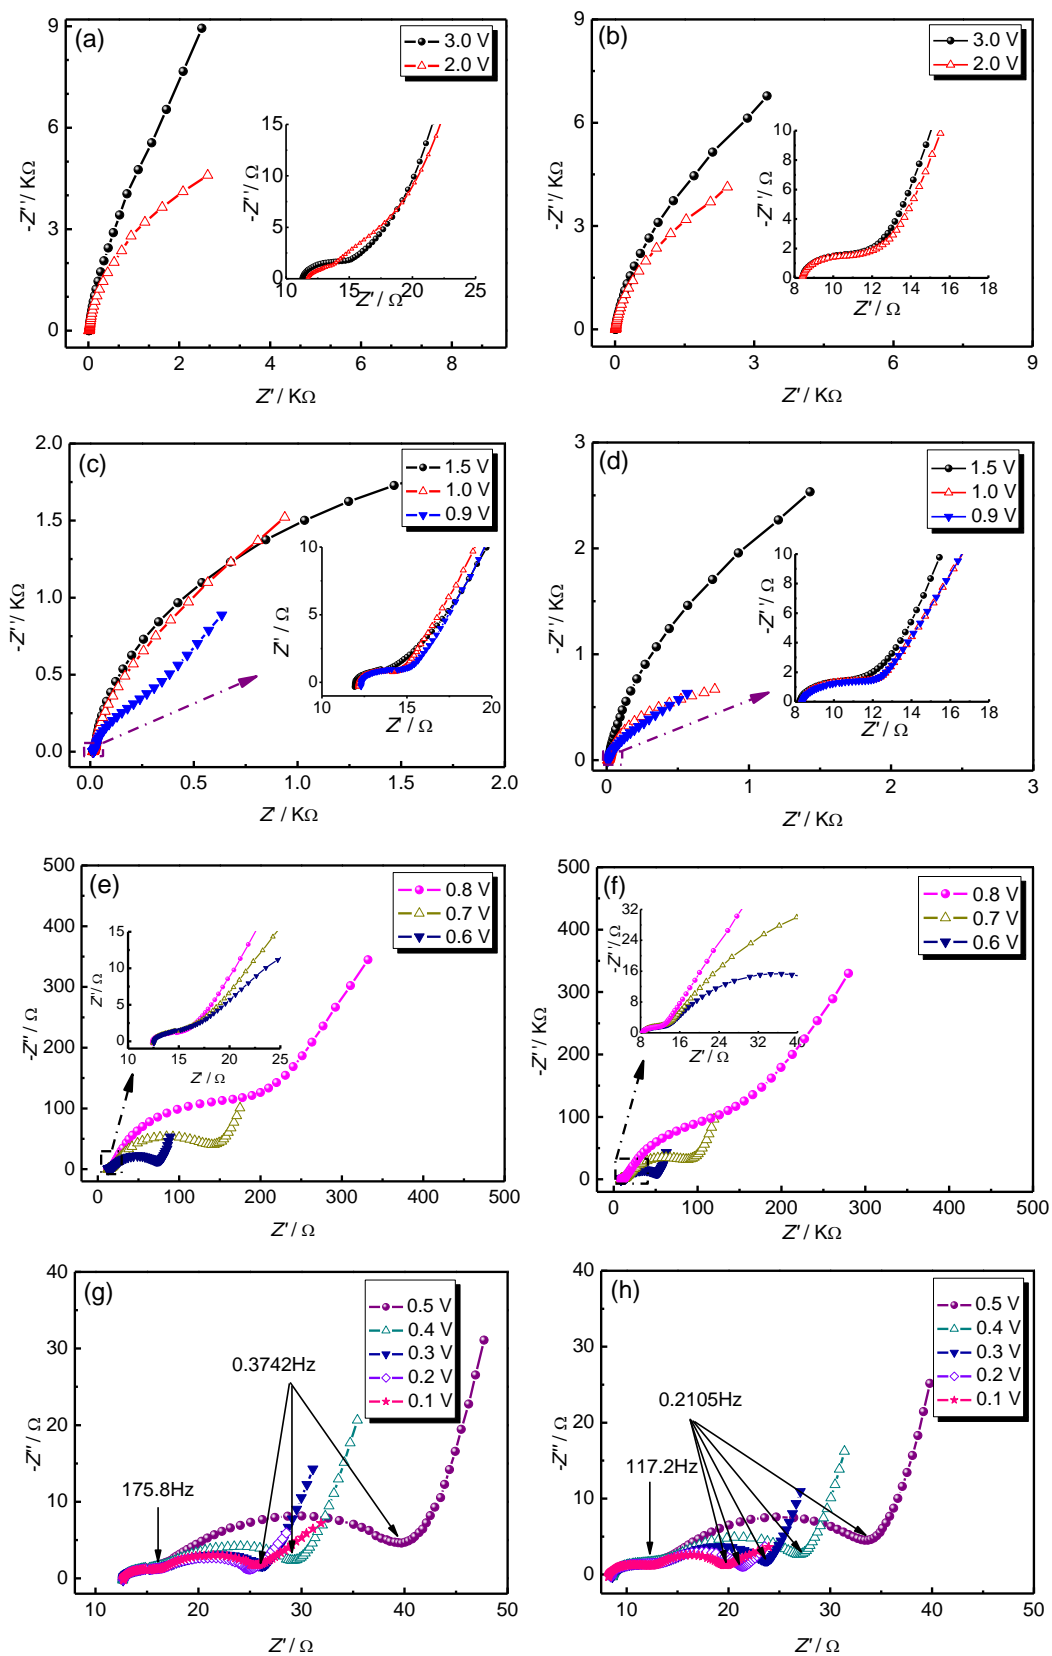 (a)
3.0 V
2.0 V
-Z''/ KΩ
9
6
3
0
0 2 4 6 8
Z' / KΩ
-Z''/ Ω
15
10
5
0
10 15 20 25
Z' / Ω
(b)
3.0 V
2.0 V
-Z''/ KΩ
9
6
3
0
0 3 6 9
Z' / KΩ
-Z''/ Ω
10
8
6
4
2
0
8 10 12 14 16 18
Z' / Ω
(c)
1.5 V
1.0 V
0.9 V
-Z''/ KΩ
2.0
1.5
1.0
0.5
0.0
0.0 0.5 1.0 1.5 2.0
Z' / KΩ
Z'' / Ω
10
5
0
10 15 20
Z' / Ω
(d)
1.5 V
1.0 V
0.9 V
-Z''/ KΩ
3
2
1
0
0 1 2 3
Z' / KΩ
-Z''/ Ω
10
8
6
4
2
0
8 10 12 14 16 18
Z' / Ω
(e)
0.8 V
0.7 V
0.6 V
-Z''/ Ω
500
400
300
200
100
0
0 100 200 300 400 500
Z' / Ω
Z''/ Ω
15
10
5
0
10 15 20 25
Z' / Ω
(f)
0.8 V
0.7 V
0.6 V
-Z''/ KΩ
500
400
300
200
100
0
0 100 200 300 400 500
Z' / KΩ
-Z''/ Ω
32
24
16
8
0
8 16 24 32 40
Z' / Ω
(g)
0.5 V
0.4 V
0.3 V
0.2 V
0.1 V
0.3742Hz
175.8Hz
-Z''/ Ω
40
30
20
10
0
10 20 30 40 50
Z' / Ω
(h)
0.5 V
0.4 V
0.3 V
0.2 V
0.1 V
0.2105Hz
117.2Hz
-Z''/ Ω
40
30
20
10
0
10 20 30 40 50
Z' / Ω